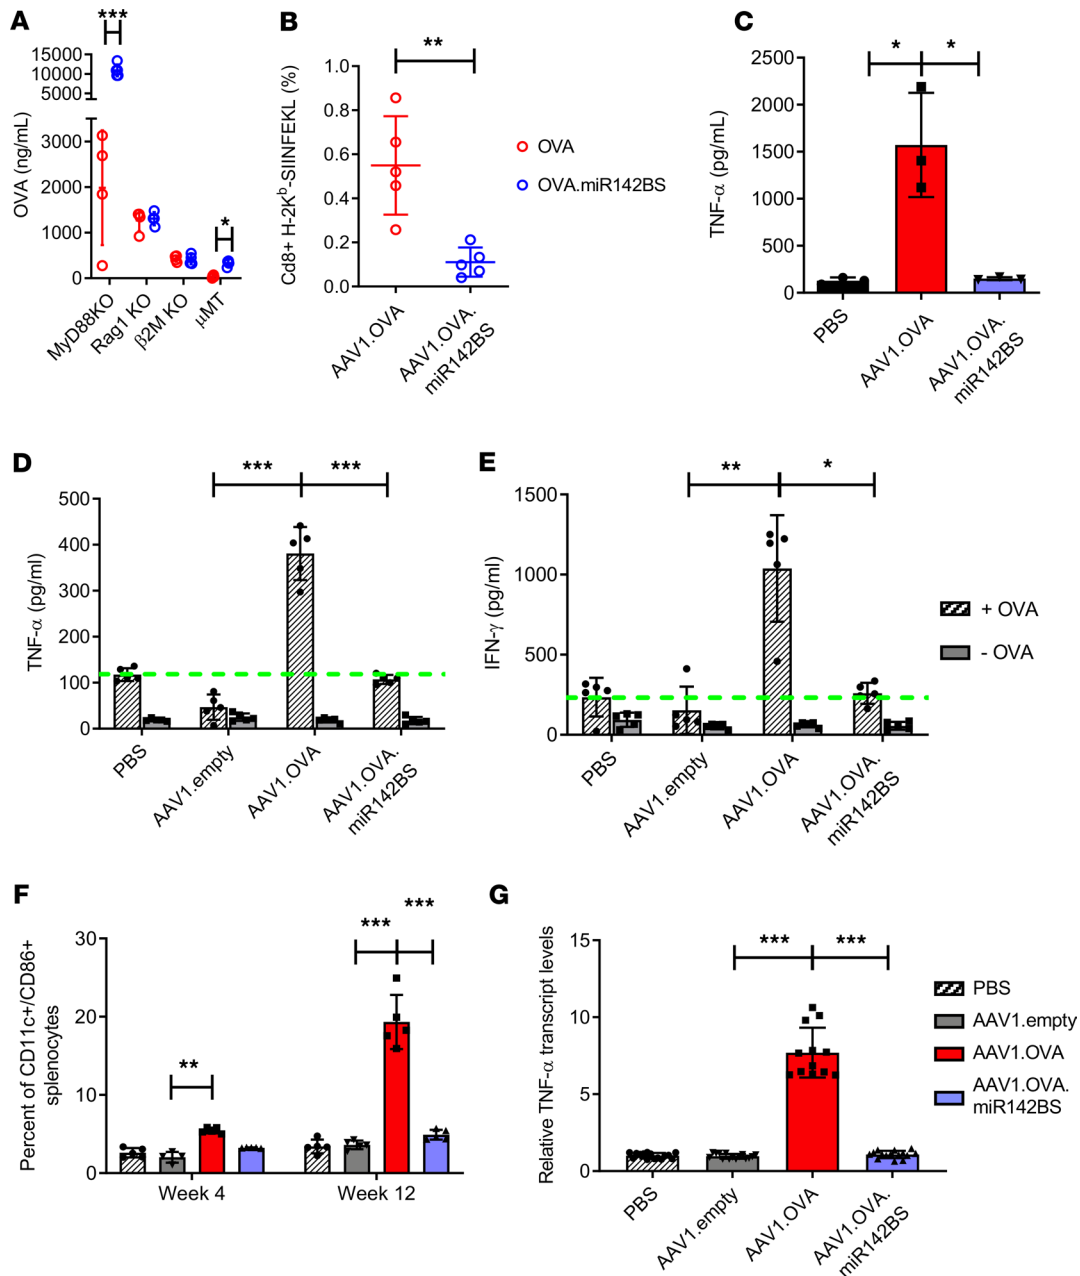 A
***
15000
10000
5000
3000
2000
1000
0
OVA (ng/mL)
*
MyD88KO
Rag1 KO
β2M KO
μMT
B
**
1.0
0.8
0.6
0.4
0.2
0.0
Cd8+ H-2Kb-SIINFEKL (%)
AAV1.OVA
AAV1.OVA.
miR142BS
OVA
OVA.miR142BS
C
* *
2500
2000
1500
1000
500
0
TNF-α (pg/mL)
PBS
AAV1.OVA
AAV1.OVA.
miR142BS
D
*** ***
500
400
300
200
100
0
TNF-α (pg/ml)
PBS
AAV1.empty
AAV1.OVA
AAV1.OVA.
miR142BS
E
** *
1500
1000
500
0
IFN-γ (pg/ml)
PBS
AAV1.empty
AAV1.OVA
AAV1.OVA.
miR142BS
+ OVA
- OVA
F
***
***
**
30
20
10
0
Percent of CD11c+/CD86+
splenocytes
Week 4
Week 12
G
*** ***
15
10
5
0
Relative TNF-α transcript levels
PBS
AAV1.empty
AAV1.OVA
AAV1.OVA.
miR142BS
PBS
AAV1.empty
AAV1.OVA
AAV1.OVA.
miR142BS